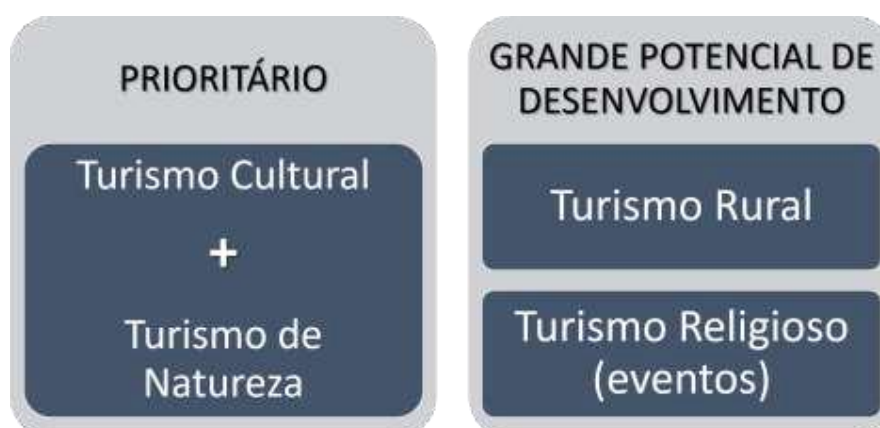 PRIORITÁRIO
Turismo Cultural
+
Turismo de
Natureza
GRANDE POTENCIAL DE
DESENVOLVIMENTO
Turismo Rural
Turismo Religioso
(eventos)